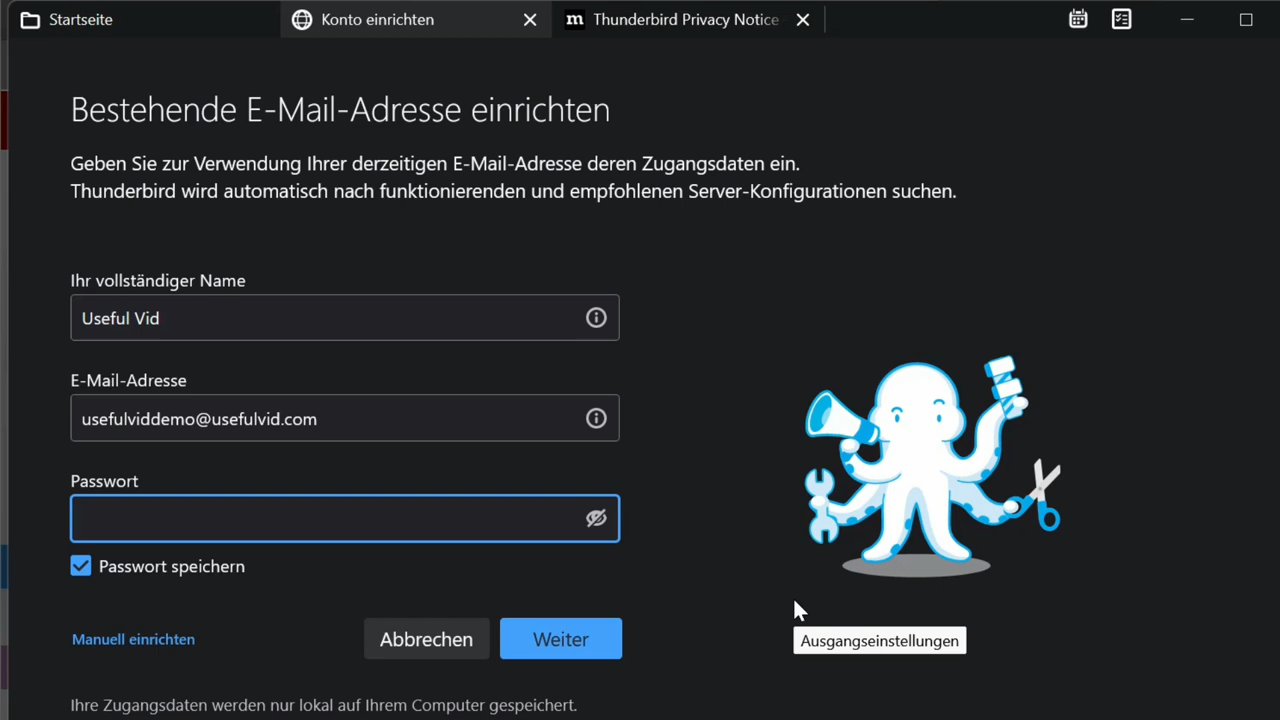 Startseite
Konto einrichten
m Thunderbird Privacy Notice
Bestehende E-Mail-Adresse einrichten
Geben Sie zur Verwendung Ihrer derzeitigen E-Mail-Adresse deren Zugangsdaten ein.
Thunderbird wird automatisch nach funktionierenden und empfohlenen Server-Konfigurationen suchen.
Ihr vollständiger Name
Useful Vid
E-Mail-Adresse
usefulviddemo@usefulvid.com
Passwort
Passwort speichern
Manuell einrichten
Abbrechen
Weiter
Ausgangseinstellungen
Ihre Zugangsdaten werden nur lokal auf Ihrem Computer gespeichert.